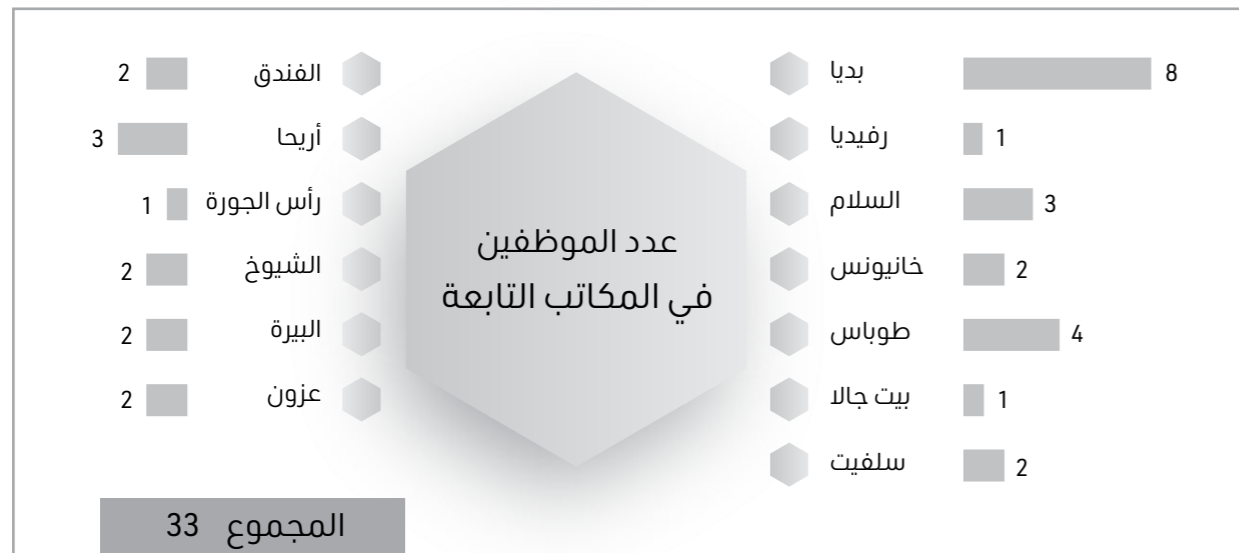 عدد الموظفين
في المكاتب التابعة
بديا 8
رفيديا 1
السلام 3
خانيونس 2
طوباس 4
بيت جالا 1
سلفيت 2
الفندق 2
أريحا 3
رأس الجورة 1
الشيوخ 2
البيرة 2
عزون 2
المجموع 33